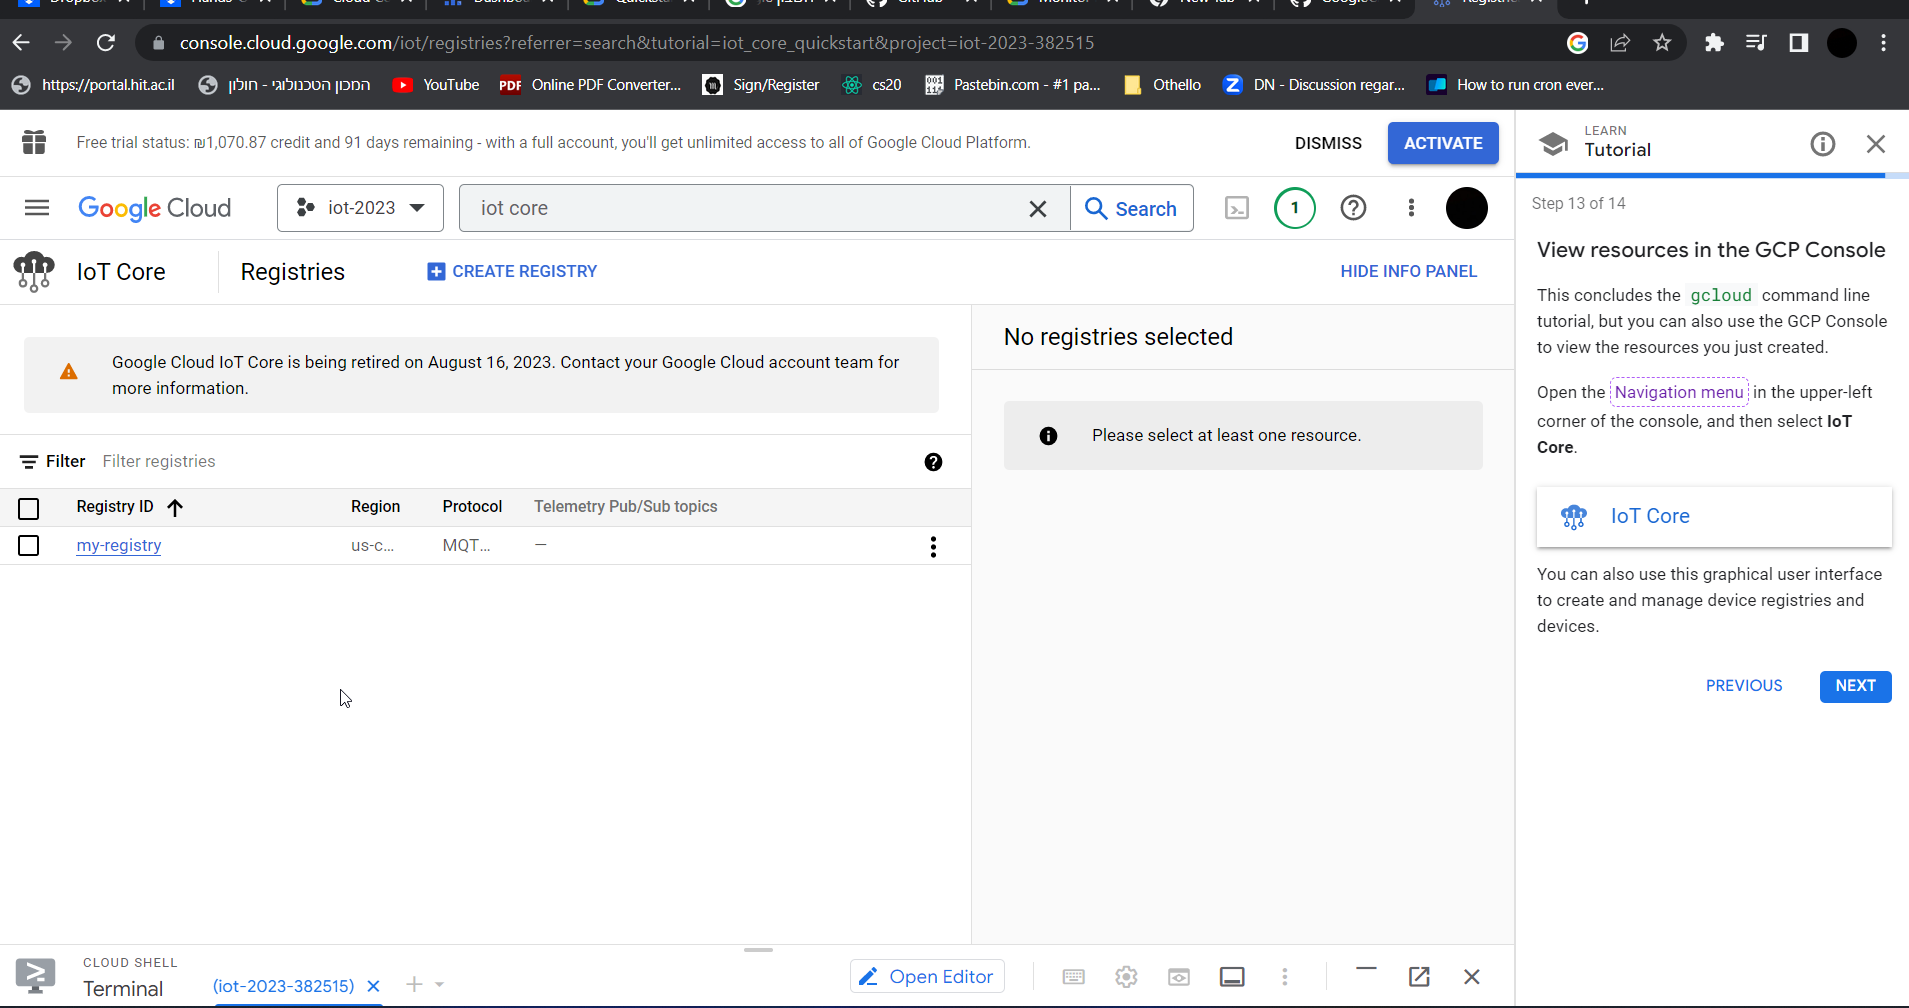 console.cloud.google.com/iot/registries?referrer=search&tutorial=iot_core_quickstart&project=iot-2023-382515
https://portal.hit.ac.il
המכון הטכנולוגי - חולון
YouTube
Online PDF Converter...
Sign/Register
cs20
Pastebin.com - #1 pa...
Othello
DN - Discussion regar...
How to run cron ever...
Free trial status: ₪1,070.87 credit and 91 days remaining - with a full account, you'll get unlimited access to all of Google Cloud Platform.
DISMISS
ACTIVATE
Google Cloud
iot-2023
iot core
Search
1
IoT Core
Registries
CREATE REGISTRY
HIDE INFO PANEL
Google Cloud IoT Core is being retired on August 16, 2023. Contact your Google Cloud account team for
more information.
Filter
Filter registries
Registry ID
Region
Protocol
Telemetry Pub/Sub topics
my-registry
us-c...
MQT...
—
No registries selected
Please select at least one resource.
LEARN
Tutorial
Step 13 of 14
View resources in the GCP Console
This concludes the gcloud command line
tutorial, but you can also use the GCP Console
to view the resources you just created.
Open the Navigation menu in the upper-left
corner of the console, and then select IoT
Core.
IoT Core
You can also use this graphical user interface
to create and manage device registries and
devices.
PREVIOUS
NEXT
CLOUD SHELL
Terminal
(iot-2023-382515)
Open Editor